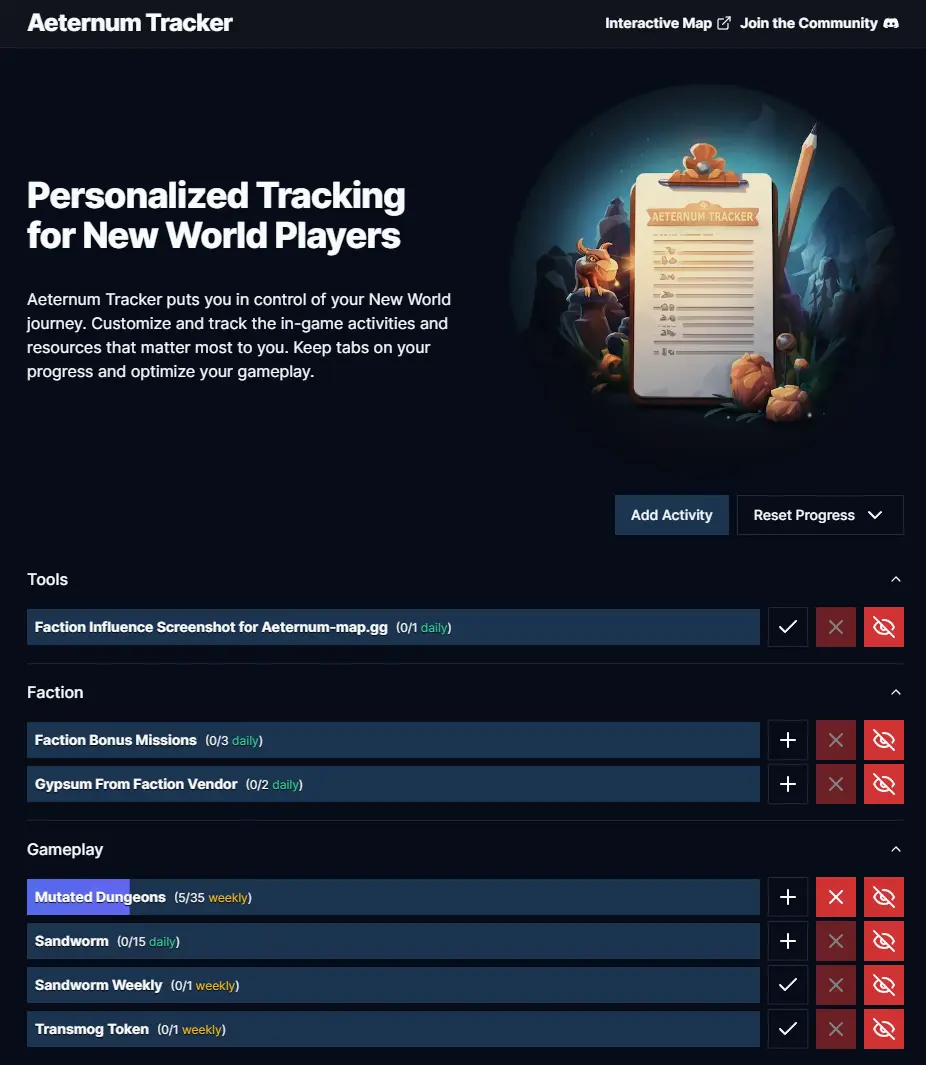 Aeternum Tracker
Interactive Map Join the Community
Personalized Tracking
for New World Players
Aeternum Tracker puts you in control of your New World
journey. Customize and track the in-game activities and
resources that matter most to you. Keep tabs on your
progress and optimize your gameplay.
AETERNUM TRACKER
Add Activity
Reset Progress
Tools
Faction Influence Screenshot for Aeternum-map.gg (0/1 daily)
Faction
Faction Bonus Missions (0/3 daily)
Gypsum From Faction Vendor (0/2 daily)
Gameplay
Mutated Dungeons (5/35 weekly)
Sandworm (0/15 daily)
Sandworm Weekly (0/1 weekly)
Transmog Token (0/1 weekly)